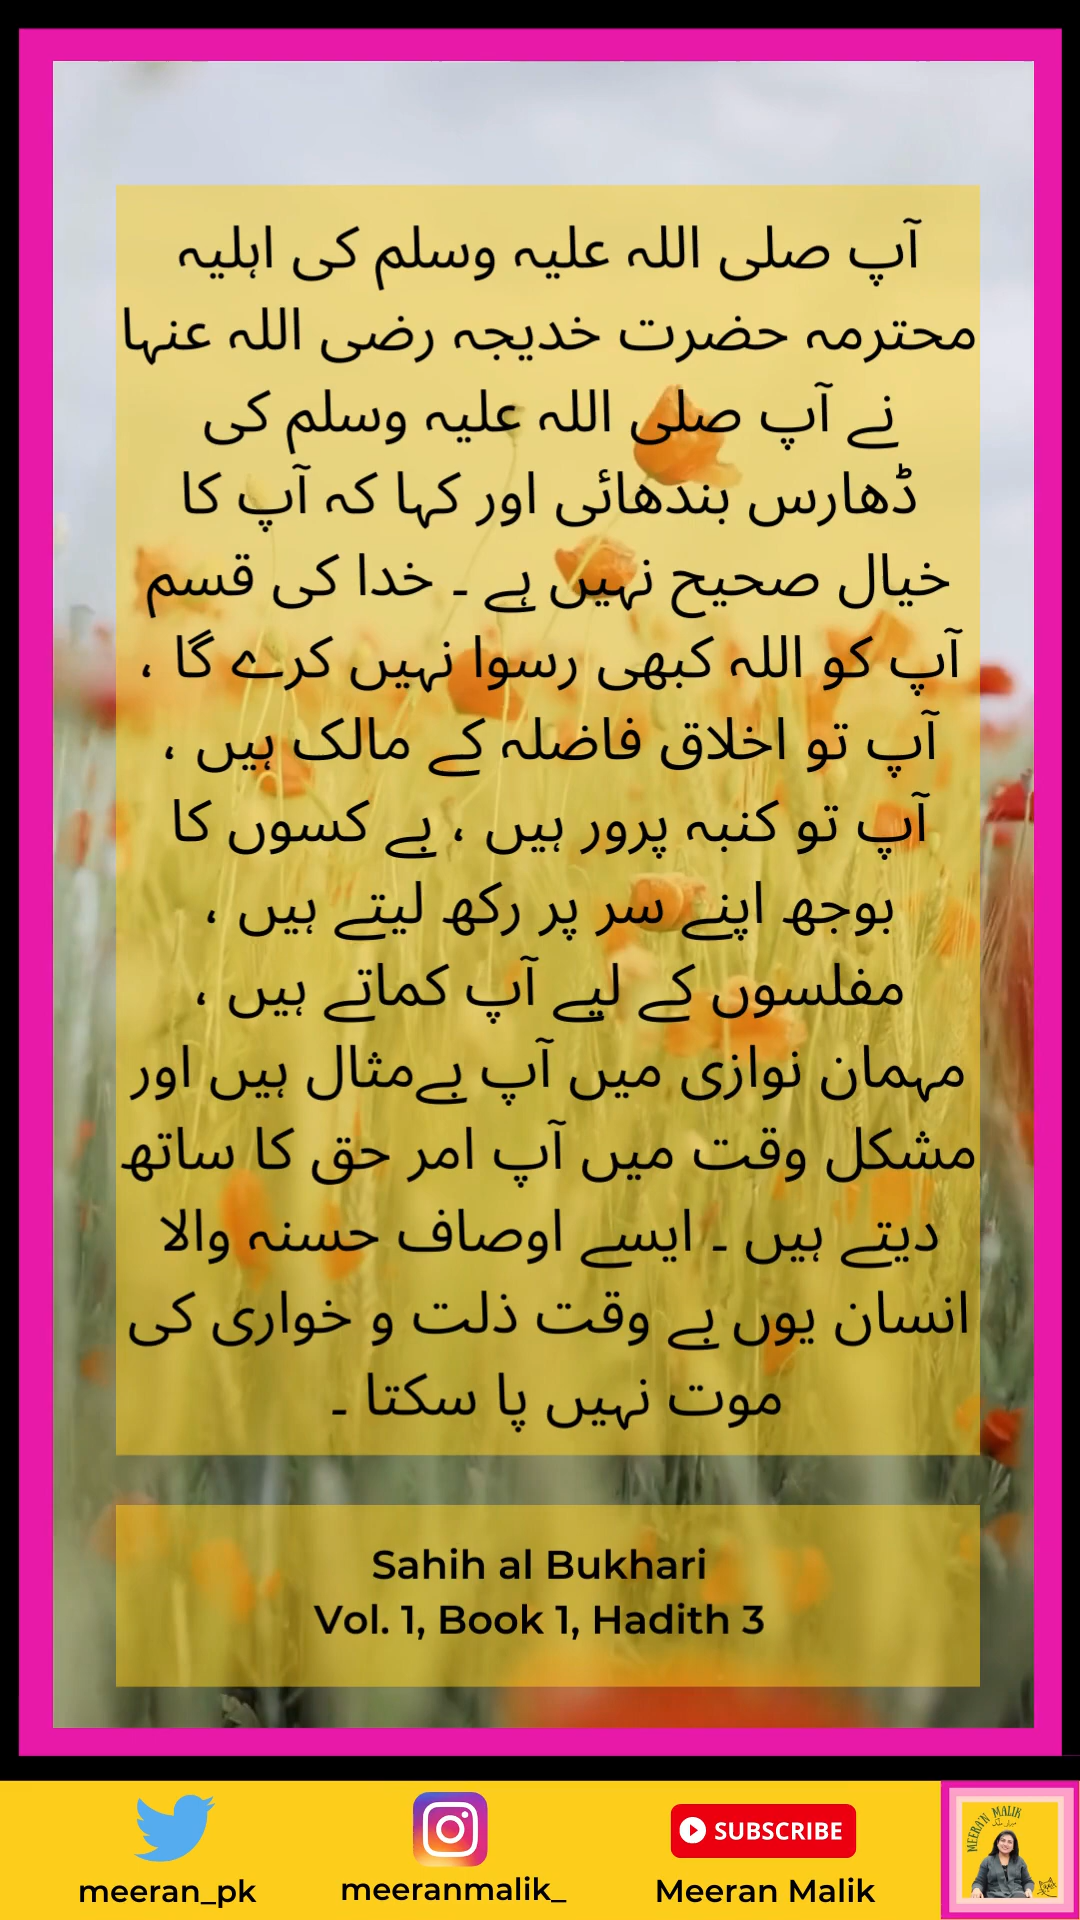 آپ صلی اللہ علیہ وسلم کی اہلیہ
محترمہ حضرت خدیجہ رضی اللہ عنہا
نے آپ صلی اللہ علیہ وسلم کی
ڈھارس بندھائی اور کہا کہ آپ کا
خیال صحیح نہیں ہے ۔ خدا کی قسم
آپ کو اللہ کبھی رسوا نہیں کرے گا ،
آپ تو اخلاق فاضلہ کے مالک ہیں ،
آپ تو کنبہ پرور ہیں ، بے کسوں کا
بوجھ اپنے سر پر رکھ لیتے ہیں ،
مفلسوں کے لیے آپ کماتے ہیں ،
مہمان نوازی میں آپ بےمثال ہیں اور
مشکل وقت میں آپ امر حق کا ساتھ
دیتے ہیں ۔ ایسے اوصاف حسنہ والا
انسان یوں بے وقت ذلت و خواری کی
موت نہیں پا سکتا ۔
Sahih al Bukhari
Vol. 1, Book 1, Hadith 3
SUBSCRIBE
meeran_pk
meeranmalik_
Meeran Malik
MEERAN MALIK